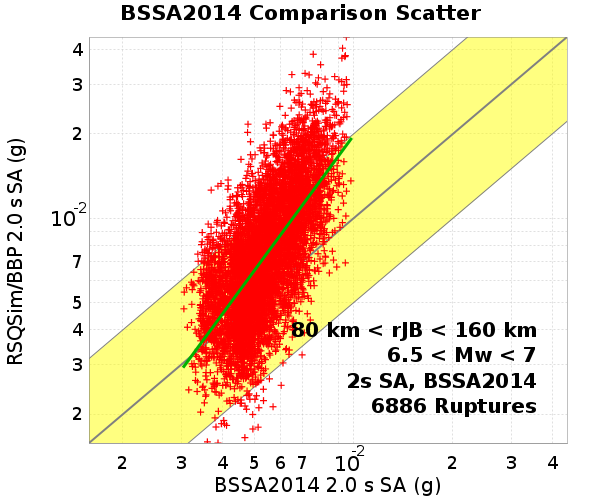 BSSA2014 Comparison Scatter
RSQSim/BBP 2.0 s SA (g)
4
3
2
10-2
7
5
4
3
2
80 km < rJB < 160 km
6.5 < Mw < 7
2s SA, BSSA2014
6886 Ruptures
2 3 4 5 6 7 10-2 2 3 4
BSSA2014 2.0 s SA (g)